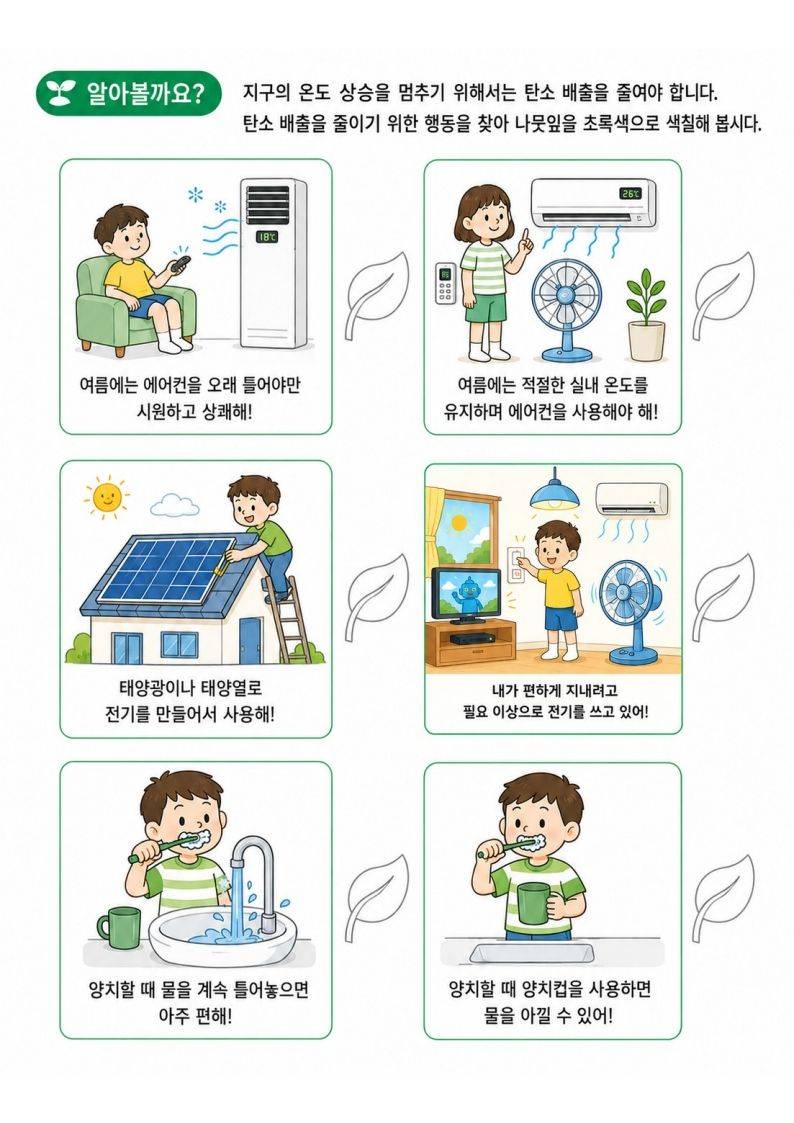 알아볼까요?
지구의 온도 상승을 멈추기 위해서는 탄소 배출을 줄여야 합니다.
탄소 배출을 줄이기 위한 행동을 찾아 나뭇잎을 초록색으로 색칠해 봅시다.
18℃
여름에는 에어컨을 오래 틀어야만
시원하고 상쾌해!
26℃
여름에는 적절한 실내 온도를
유지하며 에어컨을 사용해야 해!
태양광이나 태양열로
전기를 만들어서 사용해!
내가 편하게 지내려고
필요 이상으로 전기를 쓰고 있어!
양치할 때 물을 계속 틀어놓으면
아주 편해!
양치할 때 양치컵을 사용하면
물을 아낄 수 있어!